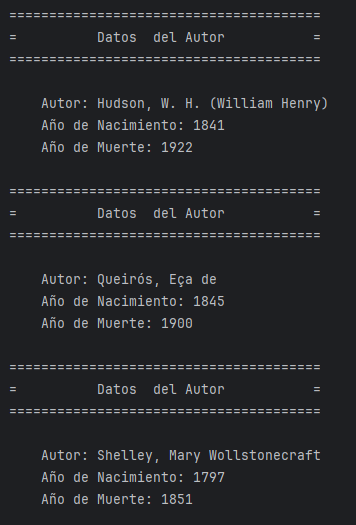 =======================================
=          Datos  del Autor           =
=======================================
Autor: Hudson, W. H. (William Henry)
Año de Nacimiento: 1841
Año de Muerte: 1922
=======================================
=          Datos  del Autor           =
=======================================
Autor: Queirós, Eça de
Año de Nacimiento: 1845
Año de Muerte: 1900
=======================================
=          Datos  del Autor           =
=======================================
Autor: Shelley, Mary Wollstonecraft
Año de Nacimiento: 1797
Año de Muerte: 1851